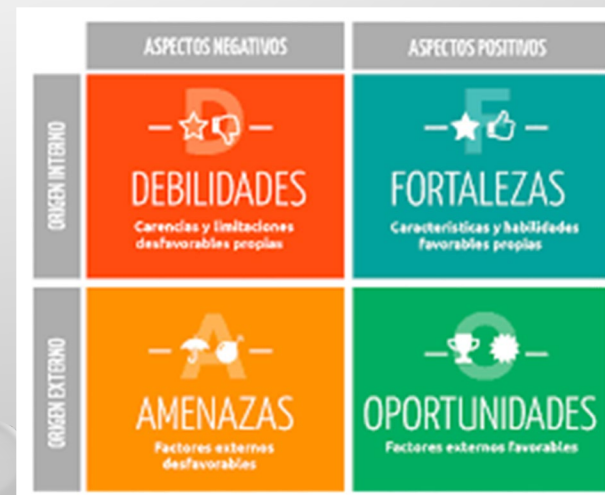 ASPECTOS NEGATIVOS
ASPECTOS POSITIVOS
ORIGEN INTERNO
D
DEBILIDADES
Carencias y limitaciones
desfavorables propias
F
FORTALEZAS
Características y habilidades
favorables propias
ORIGEN EXTERNO
A
AMENAZAS
Factores externos
desfavorables
O
OPORTUNIDADES
Factores externos favorables